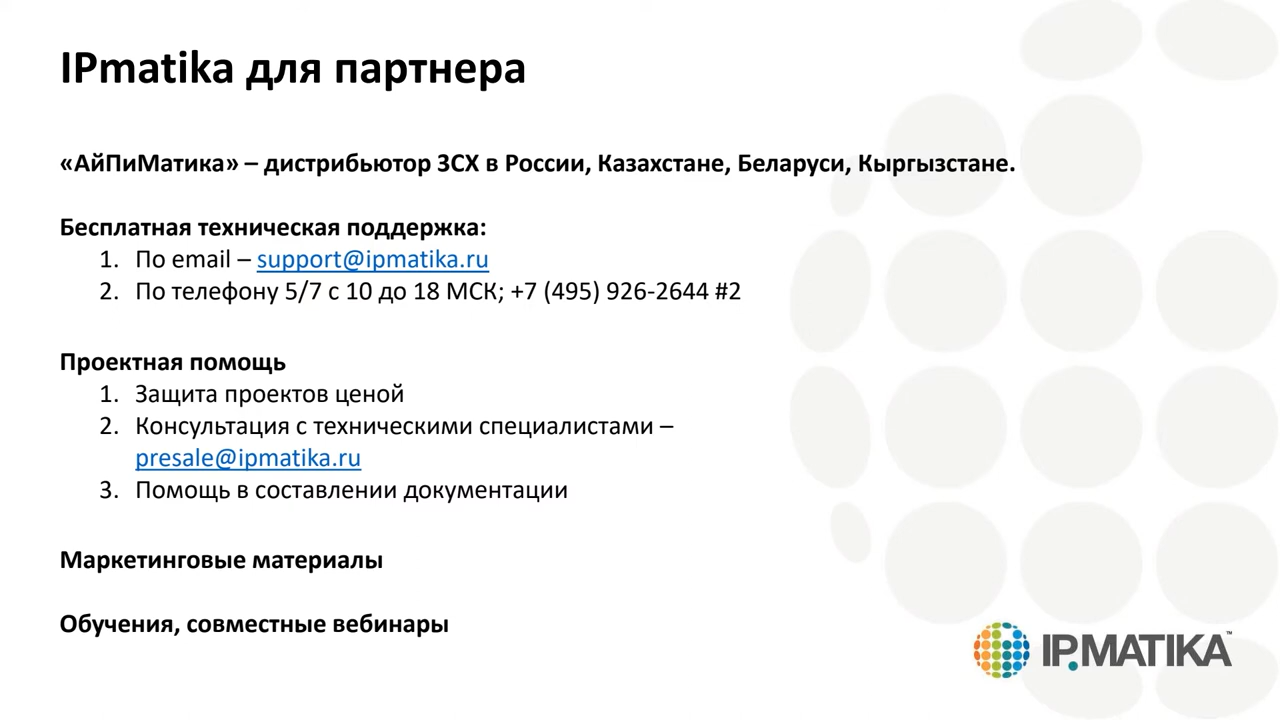 IPmatika для партнера
«АйПиМатика» – дистрибьютор 3CX в России, Казахстане, Беларуси, Кыргызстане.
Бесплатная техническая поддержка:
1. По email – support@ipmatika.ru
2. По телефону 5/7 с 10 до 18 МСК; +7 (495) 926-2644 #2
Проектная помощь
1. Защита проектов ценой
2. Консультация с техническими специалистами –
presale@ipmatika.ru
3. Помощь в составлении документации
Маркетинговые материалы
Обучения, совместные вебинары
IPMATIKA™